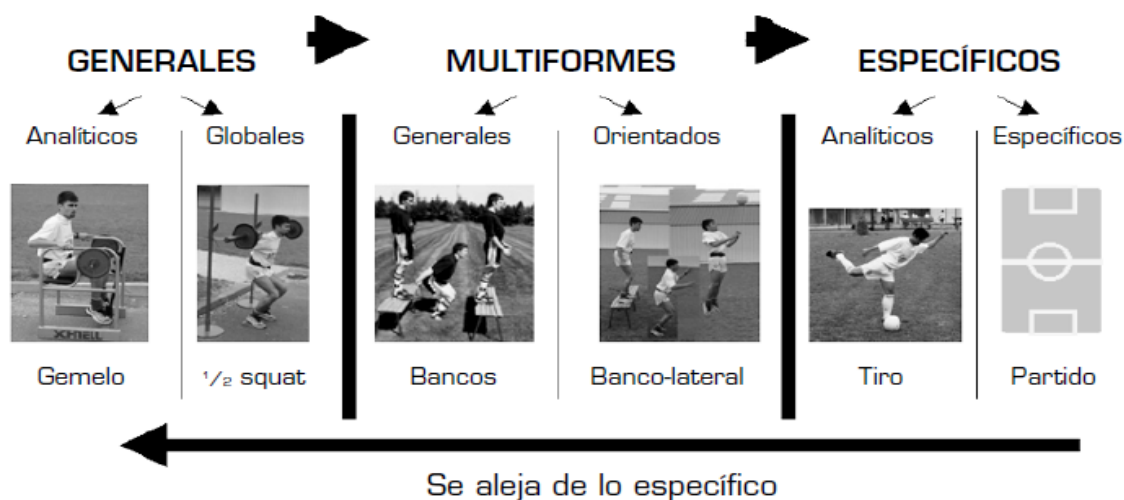 GENERALES
MULTIFORMES
ESPECÍFICOS
Analíticos
Globales
Generales
Orientados
Analíticos
Específicos
Gemelo
1/2 squat
Bancos
Banco-lateral
Tiro
Partido
Se aleja de lo específico